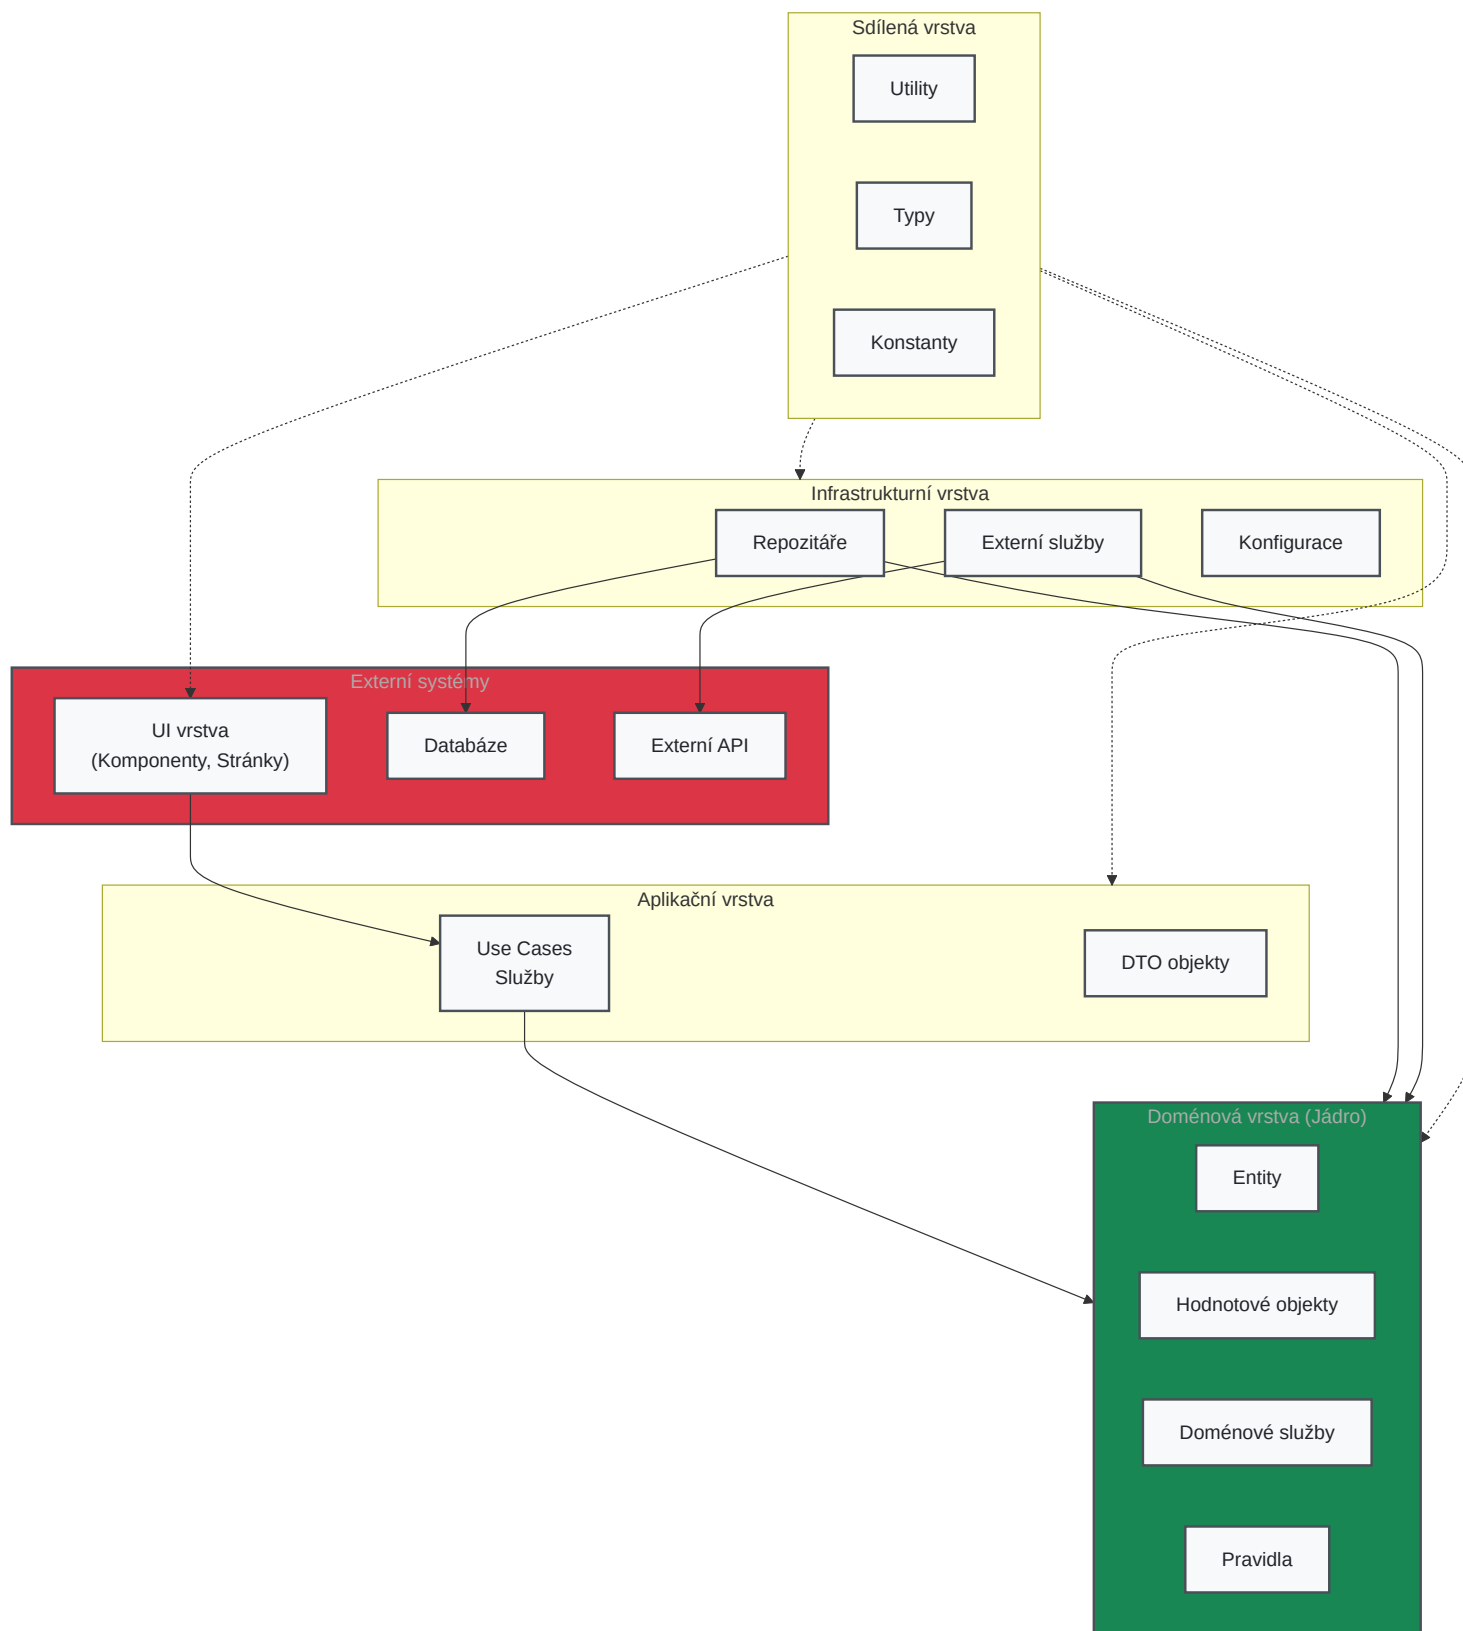 Sdílená vrstva
Utility
Typy
Konstanty
Infrastrukturní vrstva
Repozitáře
Externí služby
Konfigurace
Externí systémy
UI vrstva
(Komponenty, Stránky)
Databáze
Externí API
Aplikační vrstva
Use Cases
Služby
DTO objekty
Doménová vrstva (Jádro)
Entity
Hodnotové objekty
Doménové služby
Pravidla